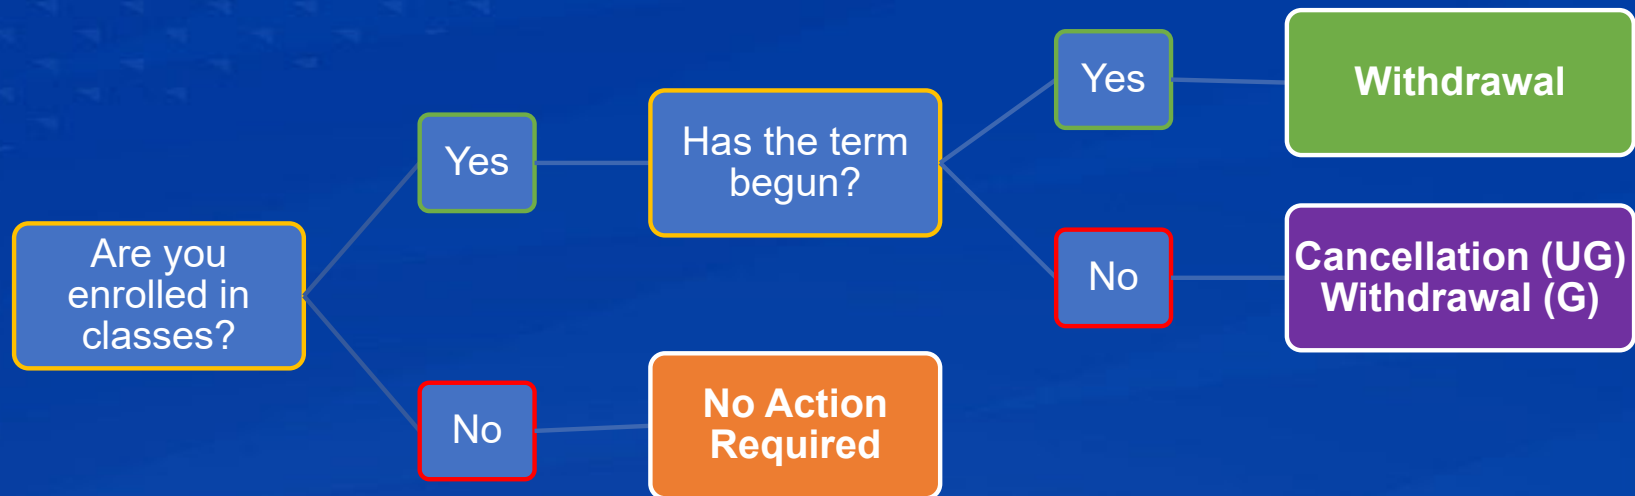 Are you
enrolled in
classes?
Yes
No
Has the term
begun?
No Action
Required
Yes
No
Withdrawal
Cancellation (UG)
Withdrawal (G)